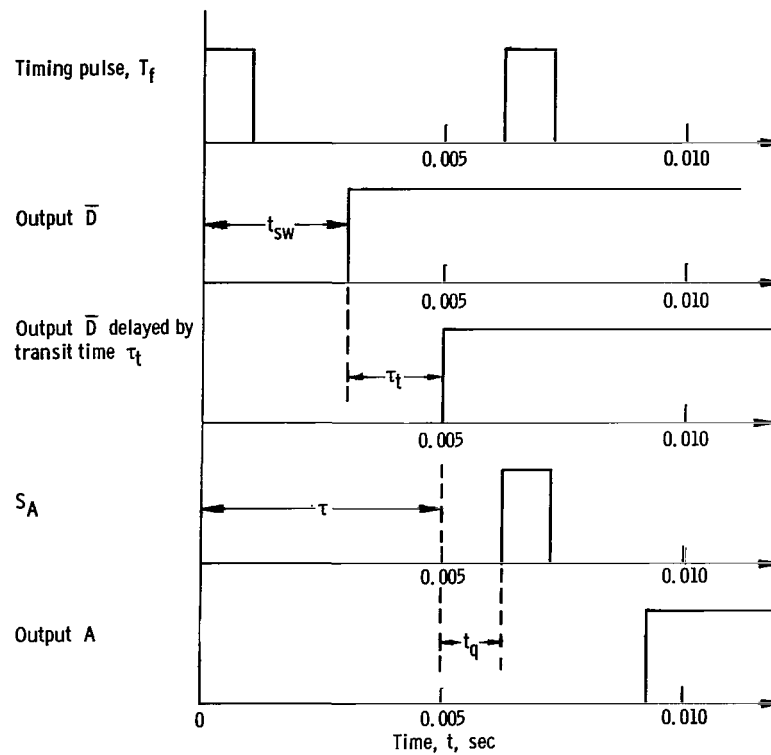 Timing pulse, T_f
0.005
0.010
Output D̅
t_sw
0.005
0.010
Output D̅ delayed by
transit time τ_t
τ_t
0.005
0.010
S_A
τ
0.005
0.010
Output A
t_q
0
0.005
0.010
Time, t, sec